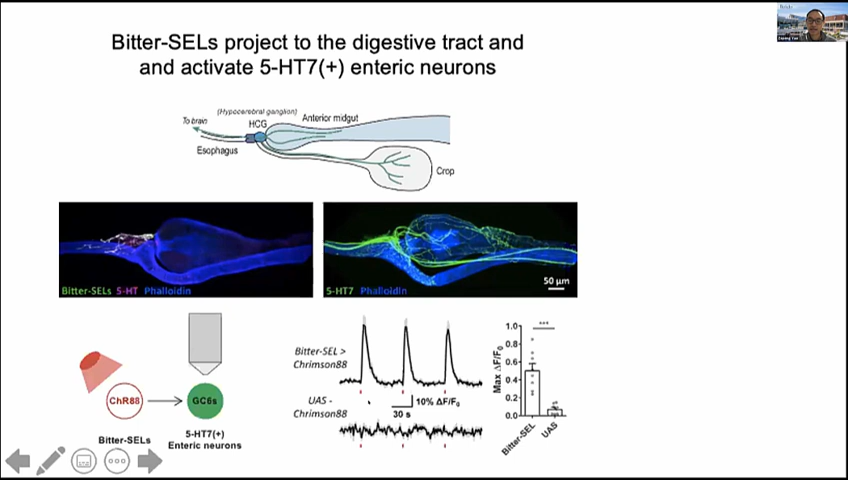 Bitter-SELs project to the digestive tract and
and activate 5-HT7(+) enteric neurons
(Hypocerebral ganglion)
To brain
HCG
Anterior midgut
Esophagus
Crop
Bitter-SELs 5-HT Phalloidin
5-HT7 Phalloidin
50 μm
ChR88
GC6s
Bitter-SELs
5-HT7(+)
Enteric neurons
Bitter-SEL >
Chrimson88
UAS -
Chrimson88
10% ΔF/F₀
30 s
Max ΔF/F₀
1.0
0.8
0.6
0.4
0.2
0.0
***
Bitter-SEL
UAS